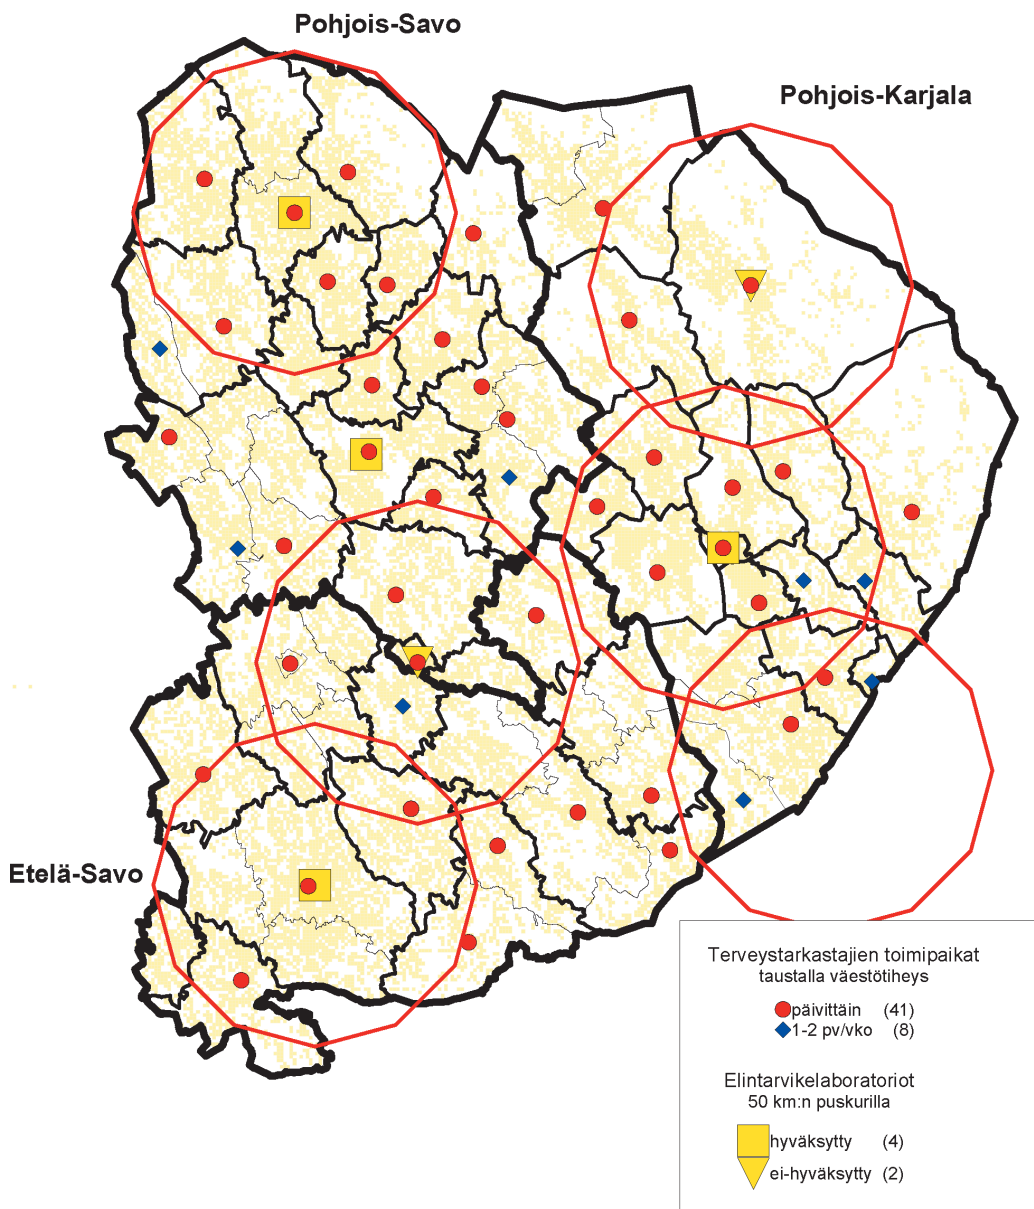 Pohjois-Savo
Pohjois-Karjala
Etelä-Savo
Terveystarkastajien toimipaikat
taustalla väestötiheys
päivittäin (41)
1-2 pv/vko (8)
Elintarvikelaboratoriot
50 km:n puskurilla
hyväksytty (4)
ei-hyväksytty (2)